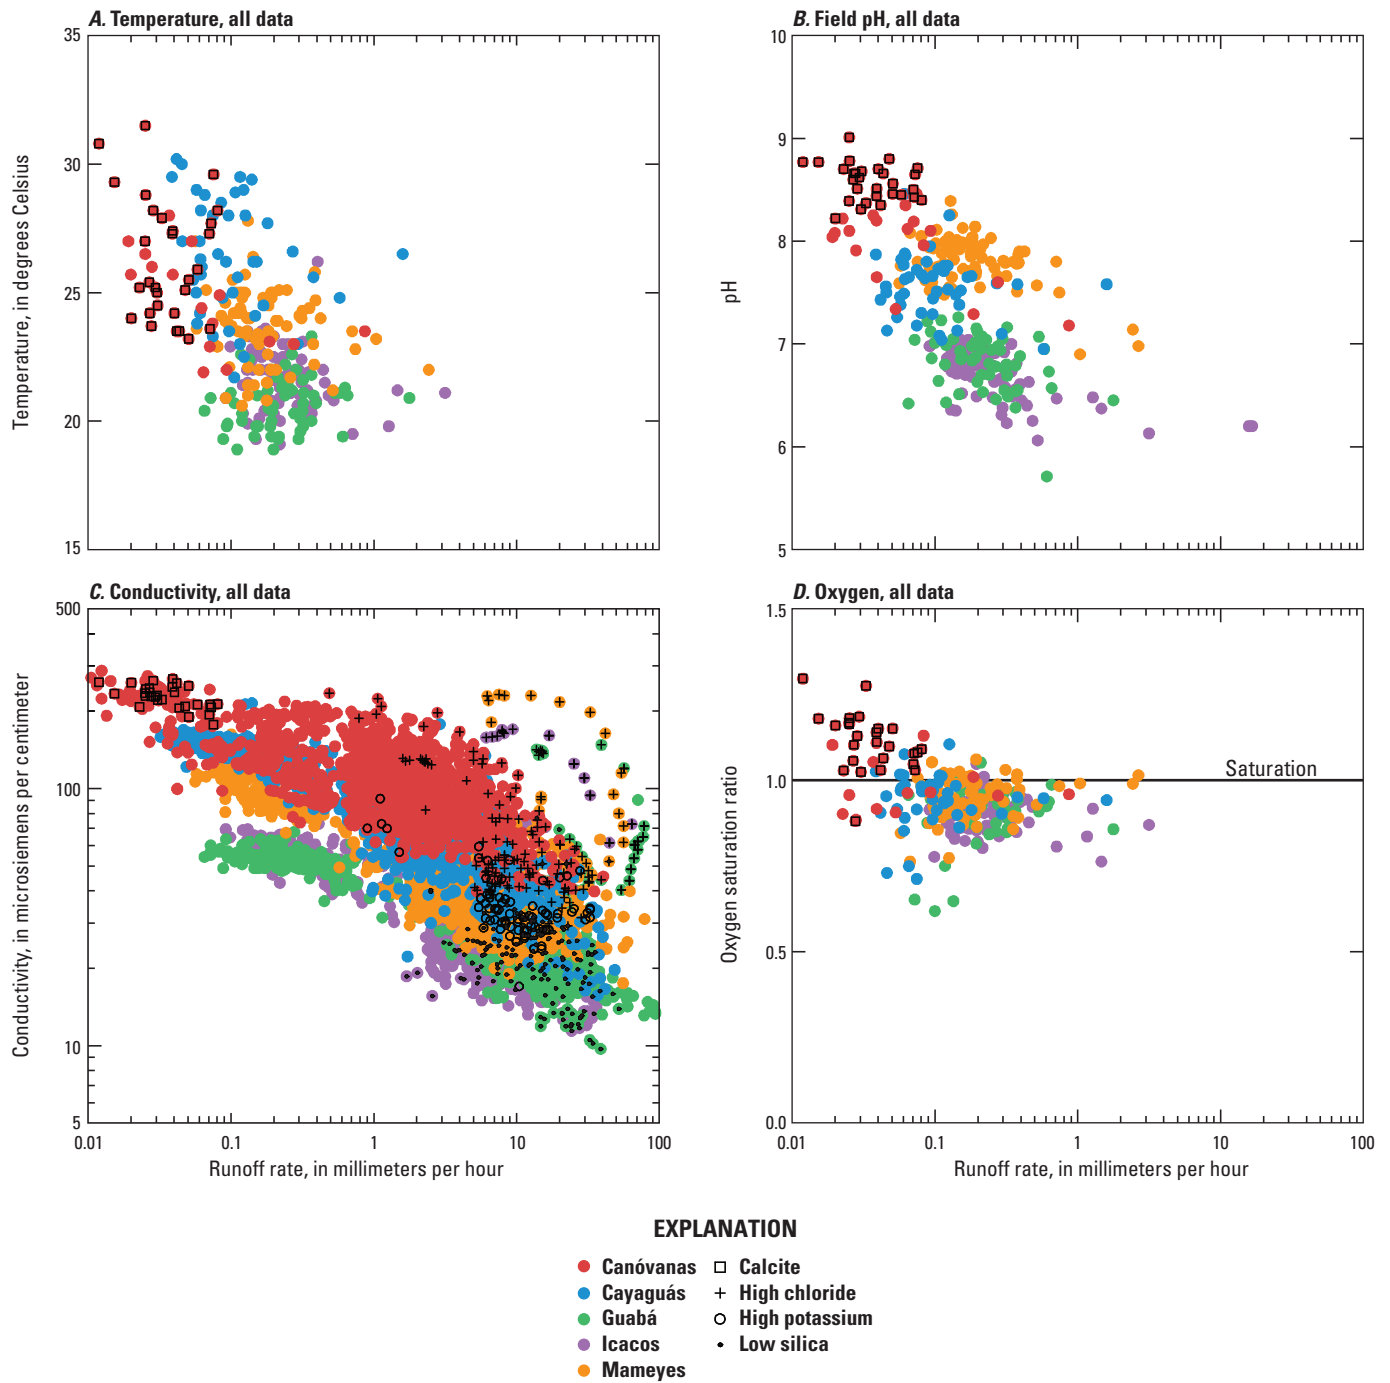 A. Temperature, all data
B. Field pH, all data
35
30
25
20
15
Temperature, in degrees Celsius
10
9
8
7
6
5
pH
C. Conductivity, all data
D. Oxygen, all data
500
100
10
5
Conductivity, in microsiemens per centimeter
1.5
1.0
0.5
0.0
Oxygen saturation ratio
Saturation
0.01 0.1 1 10 100
Runoff rate, in millimeters per hour
0.01 0.1 1 10 100
Runoff rate, in millimeters per hour
EXPLANATION
Canóvanas Calcite
Cayaguás High chloride
Guabá High potassium
Icacos Low silica
Mameyes